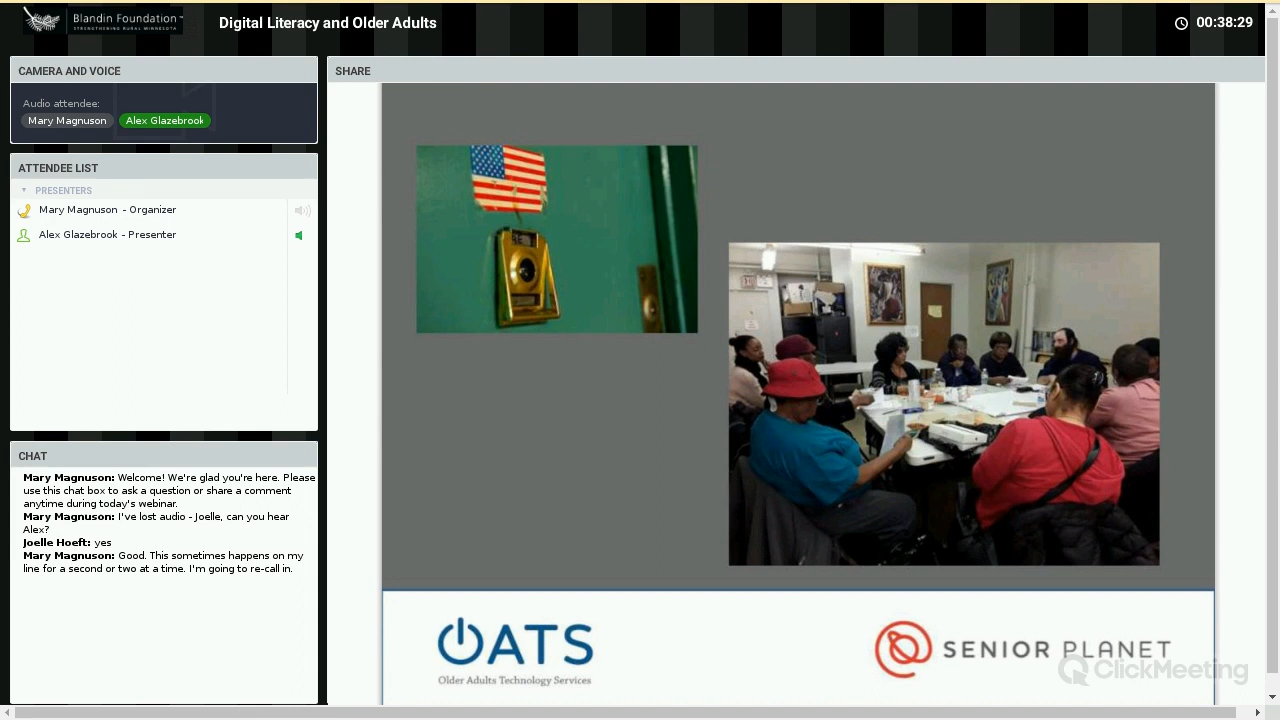 Blandin Foundation™
STRENGTHENING RURAL MINNESOTA
Digital Literacy and Older Adults
00:38:29
CAMERA AND VOICE
Audio attendee:
Mary Magnuson Alex Glazebrook
ATTENDEE LIST
PRESENTERS
Mary Magnuson - Organizer
Alex Glazebrook - Presenter
CHAT
Mary Magnuson: Welcome! We're glad you're here. Please
use this chat box to ask a question or share a comment
anytime during today's webinar.
Mary Magnuson: I've lost audio - Joelle, can you hear
Alex?
Joelle Hoeft: yes
Mary Magnuson: Good. This sometimes happens on my
line for a second or two at a time. I'm going to re-call in.
SHARE
OATS
Older Adults Technology Services
SENIOR PLANET
ClickMeeting